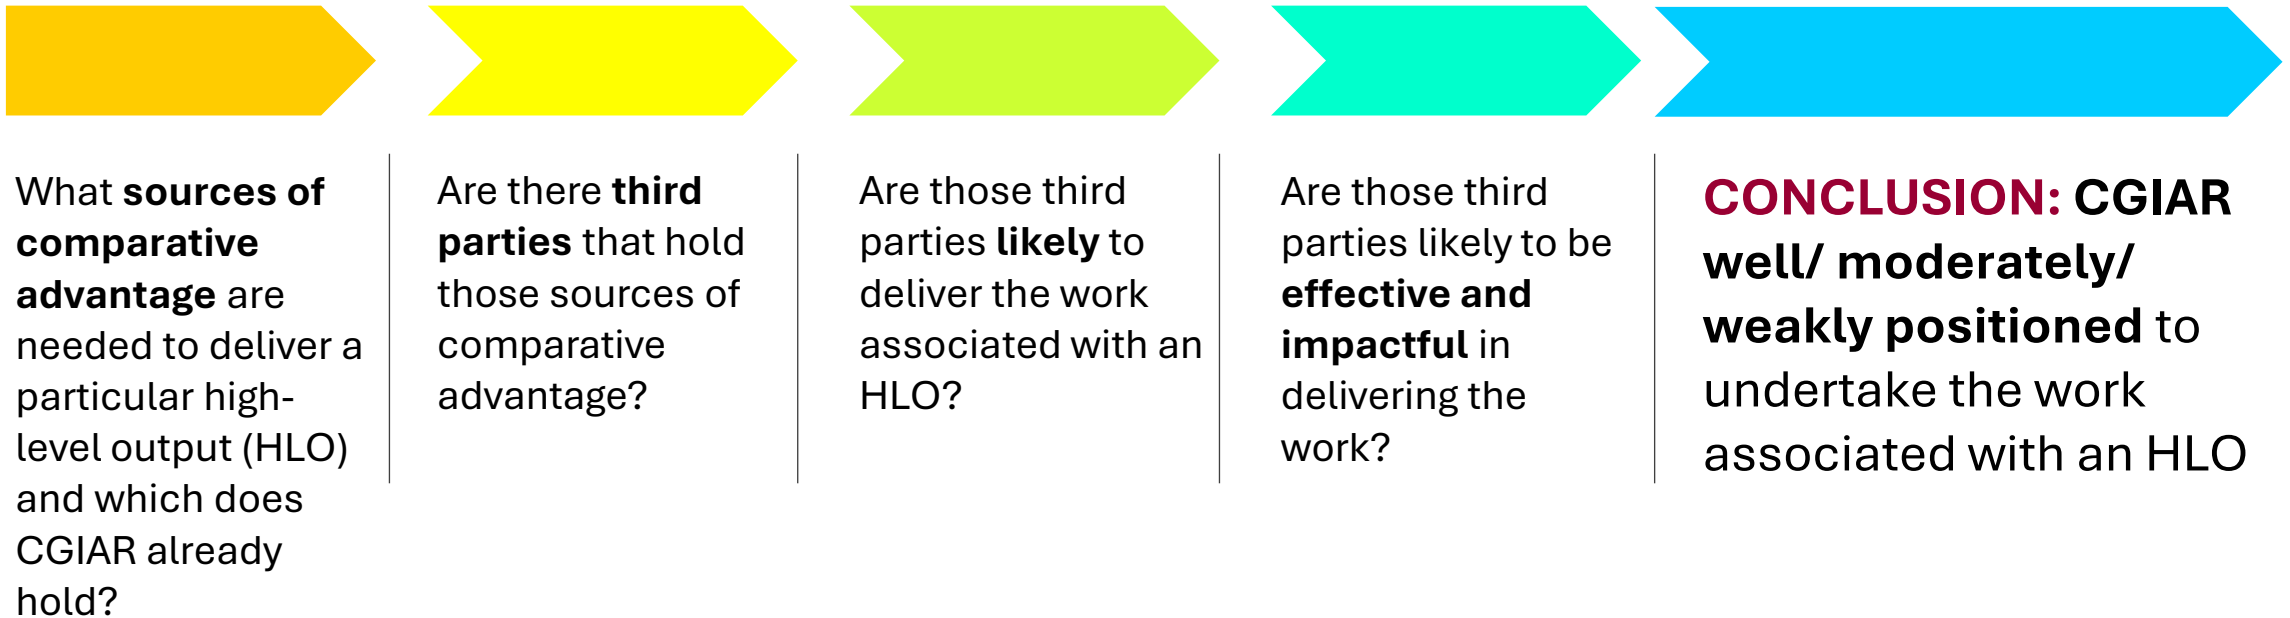 What sources of
comparative
advantage are
needed to deliver a
particular high-
level output (HLO)
and which does
CGIAR already
hold?
Are there third
parties that hold
those sources of
comparative
advantage?
Are those third
parties likely to
deliver the work
associated with an
HLO?
Are those third
parties likely to be
effective and
impactful in
delivering the
work?
CONCLUSION: CGIAR
well/ moderately/
weakly positioned to
undertake the work
associated with an HLO